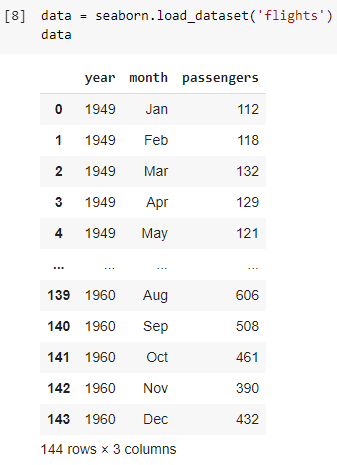 [8] data = seaborn.load_dataset('flights')
data
year month passengers
0 1949 Jan 112
1 1949 Feb 118
2 1949 Mar 132
3 1949 Apr 129
4 1949 May 121
... ... ... ...
139 1960 Aug 606
140 1960 Sep 508
141 1960 Oct 461
142 1960 Nov 390
143 1960 Dec 432
144 rows × 3 columns